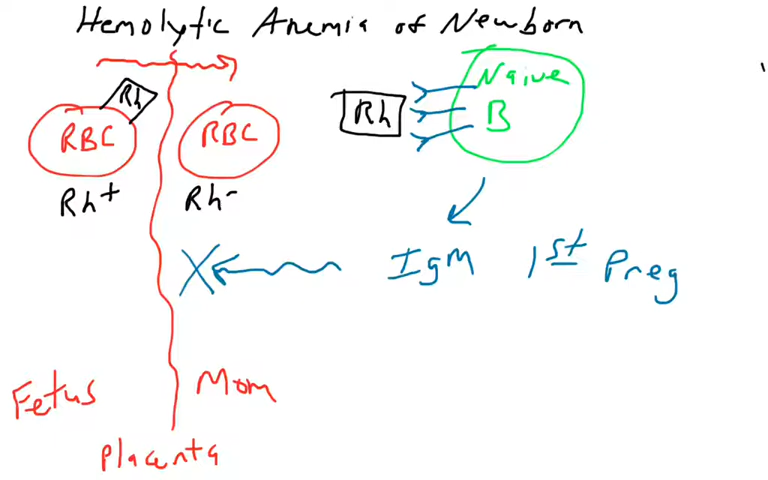 Hemolytic Anemia of Newborn
Rh
RBC
Rh+
RBC
Rh-
Rh
Naive
B
IgM 1st Preg
Fetus
Mom
Placenta